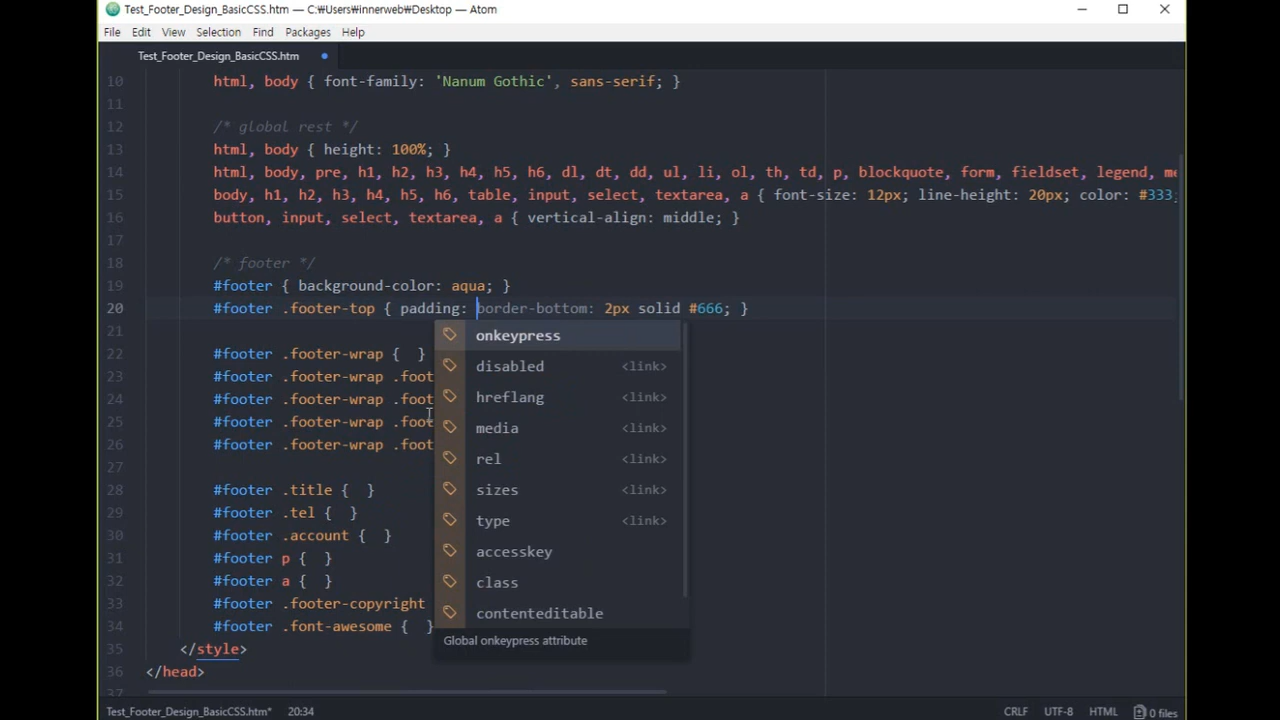 Test_Footer_Design_BasicCSS.htm — C:₩Users₩innerweb₩Desktop — Atom
File Edit View Selection Find Packages Help
Test_Footer_Design_BasicCSS.htm
10 html, body { font-family: 'Nanum Gothic', sans-serif; }
11
12 /* global rest */
13 html, body { height: 100%; }
14 html, body, pre, h1, h2, h3, h4, h5, h6, dl, dt, dd, ul, li, ol, th, td, p, blockquote, form, fieldset, legend, me
15 body, h1, h2, h3, h4, h5, h6, table, input, select, textarea, a { font-size: 12px; line-height: 20px; color: #333;
16 button, input, select, textarea, a { vertical-align: middle; }
17
18 /* footer */
19 #footer { background-color: aqua; }
20 #footer .footer-top { padding: border-bottom: 2px solid #666; }
21
22 #footer .footer-wrap {  }
23 #footer .footer-wrap .foot
24 #footer .footer-wrap .foot
25 #footer .footer-wrap .foot
26 #footer .footer-wrap .foot
27
28 #footer .title {  }
29 #footer .tel {  }
30 #footer .account {  }
31 #footer p {  }
32 #footer a {  }
33 #footer .footer-copyright
34 #footer .font-awesome {  }
35 </style>
36 </head>
37
onkeypress
disabled <link>
hreflang <link>
media <link>
rel <link>
sizes <link>
type <link>
accesskey
class
contenteditable
Global onkeypress attribute
Test_Footer_Design_BasicCSS.htm* 20:34 CRLF UTF-8 HTML 0 files